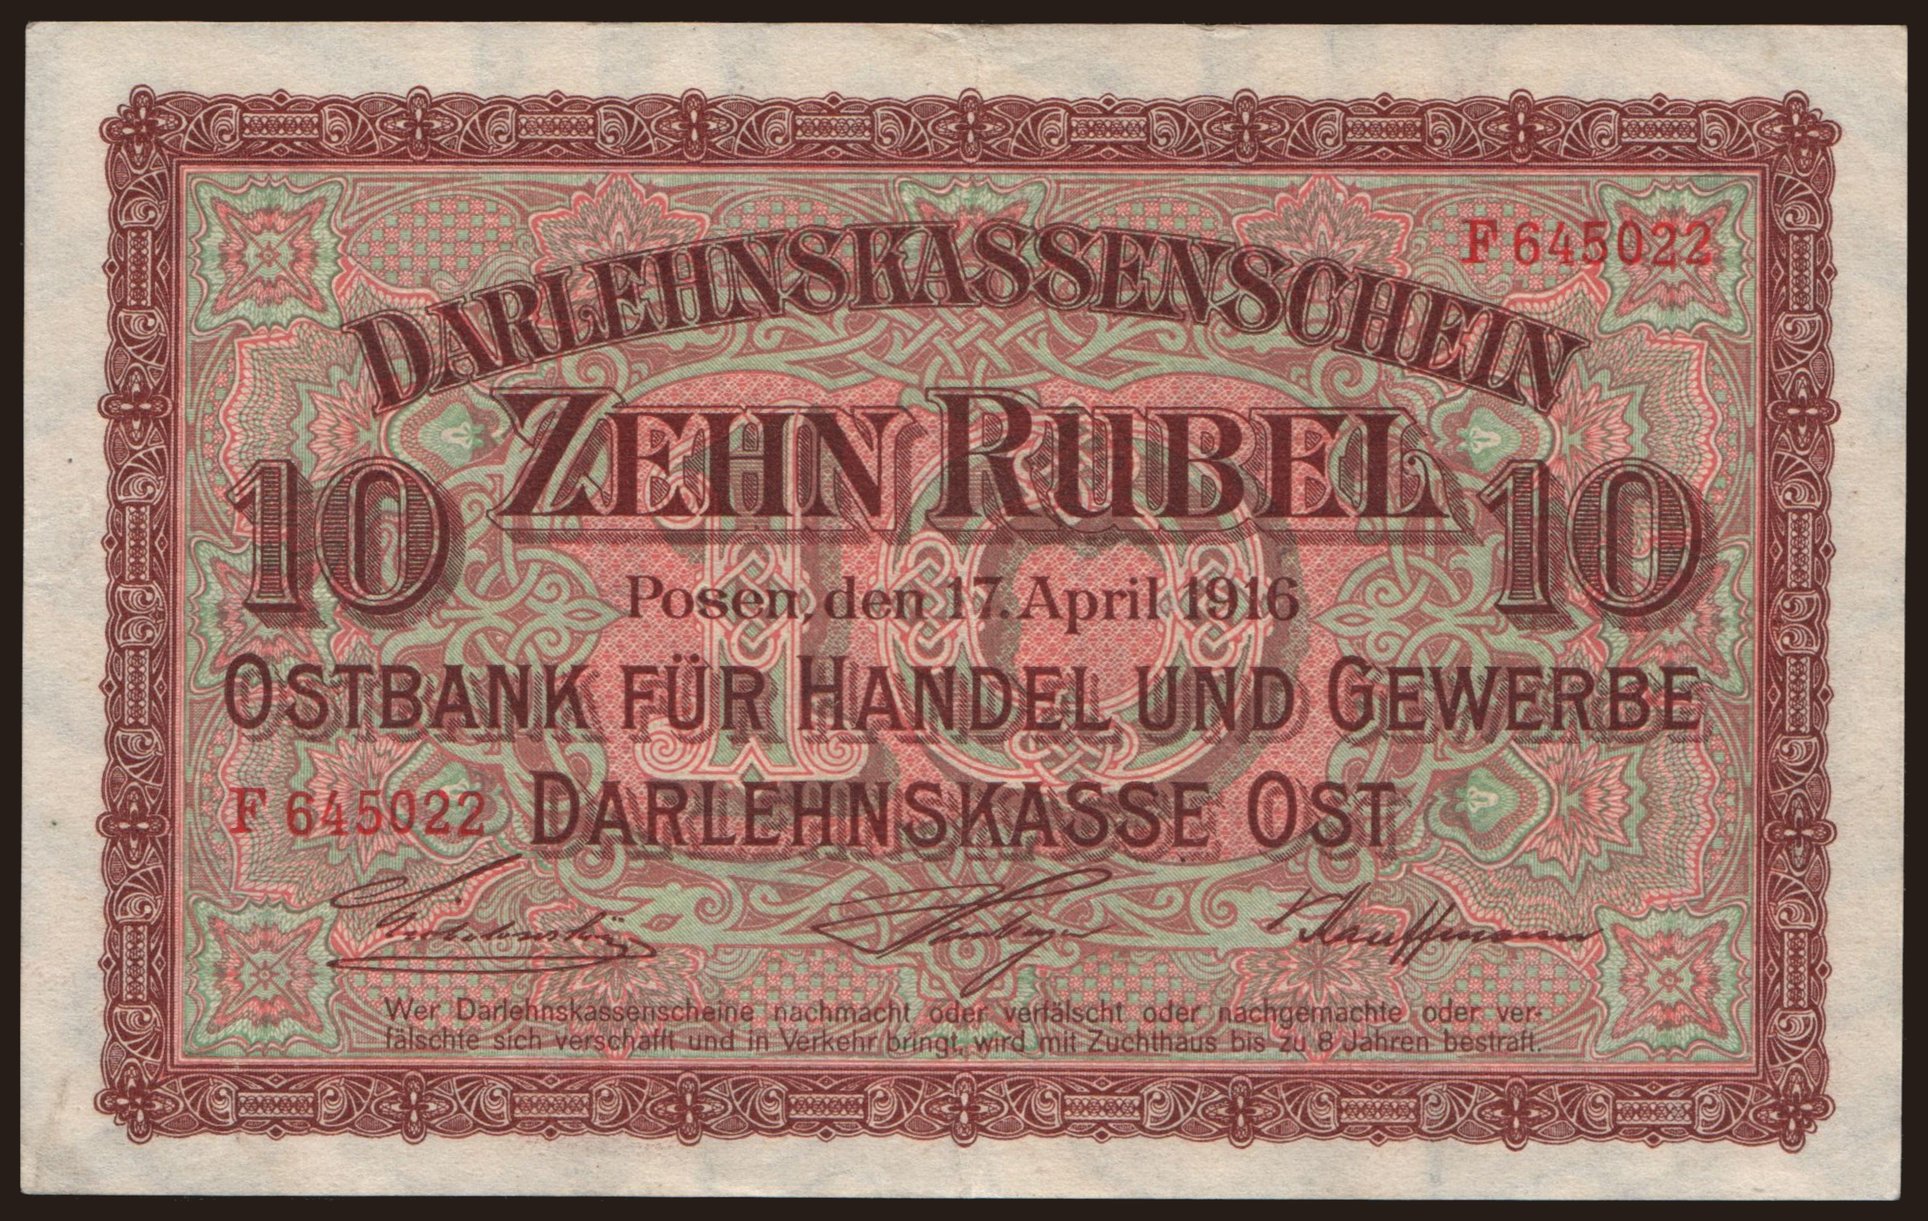 F 645022
DARLEHNSKASSENSCHEIN
ZEHN RUBEL
10 10
10
Posen, den 17. April 1916
OSTBANK FÜR HANDEL UND GEWERBE
F 645022 DARLEHNSKASSE OST
Kauffmann
Wer Darlehnskassenscheine nachmacht oder verfälscht oder nachgemachte oder ver-
fälschte sich verschafft und in Verkehr bringt, wird mit Zuchthaus bis zu 8 Jahren bestraft.